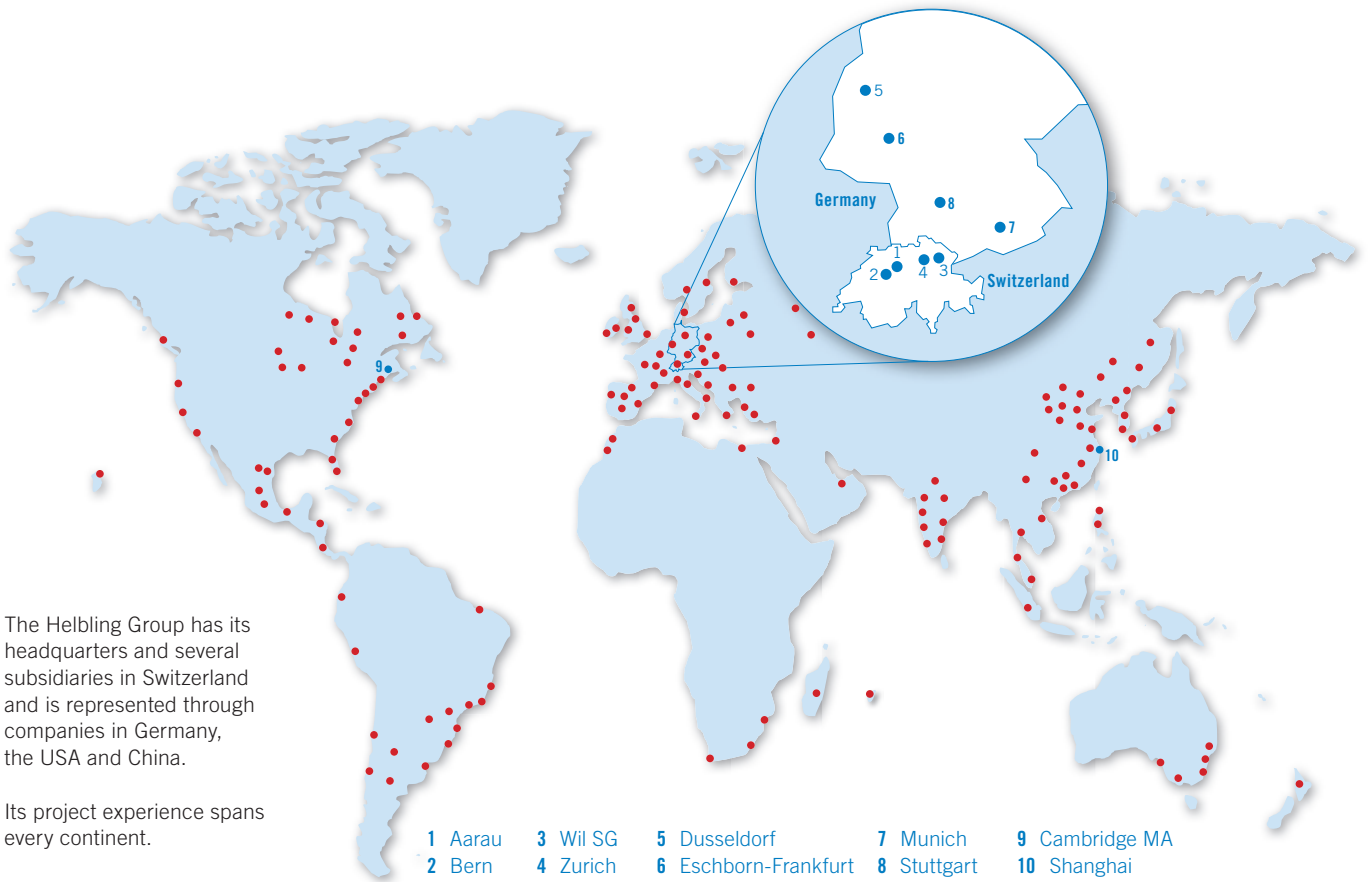 5
6
Germany
8
7
1
2
4
3
Switzerland
9
10
The Helbling Group has its
headquarters and several
subsidiaries in Switzerland
and is represented through
companies in Germany,
the USA and China.
Its project experience spans
every continent.
1 Aarau 3 Wil SG 5 Dusseldorf 7 Munich 9 Cambridge MA
2 Bern 4 Zurich 6 Eschborn-Frankfurt 8 Stuttgart 10 Shanghai